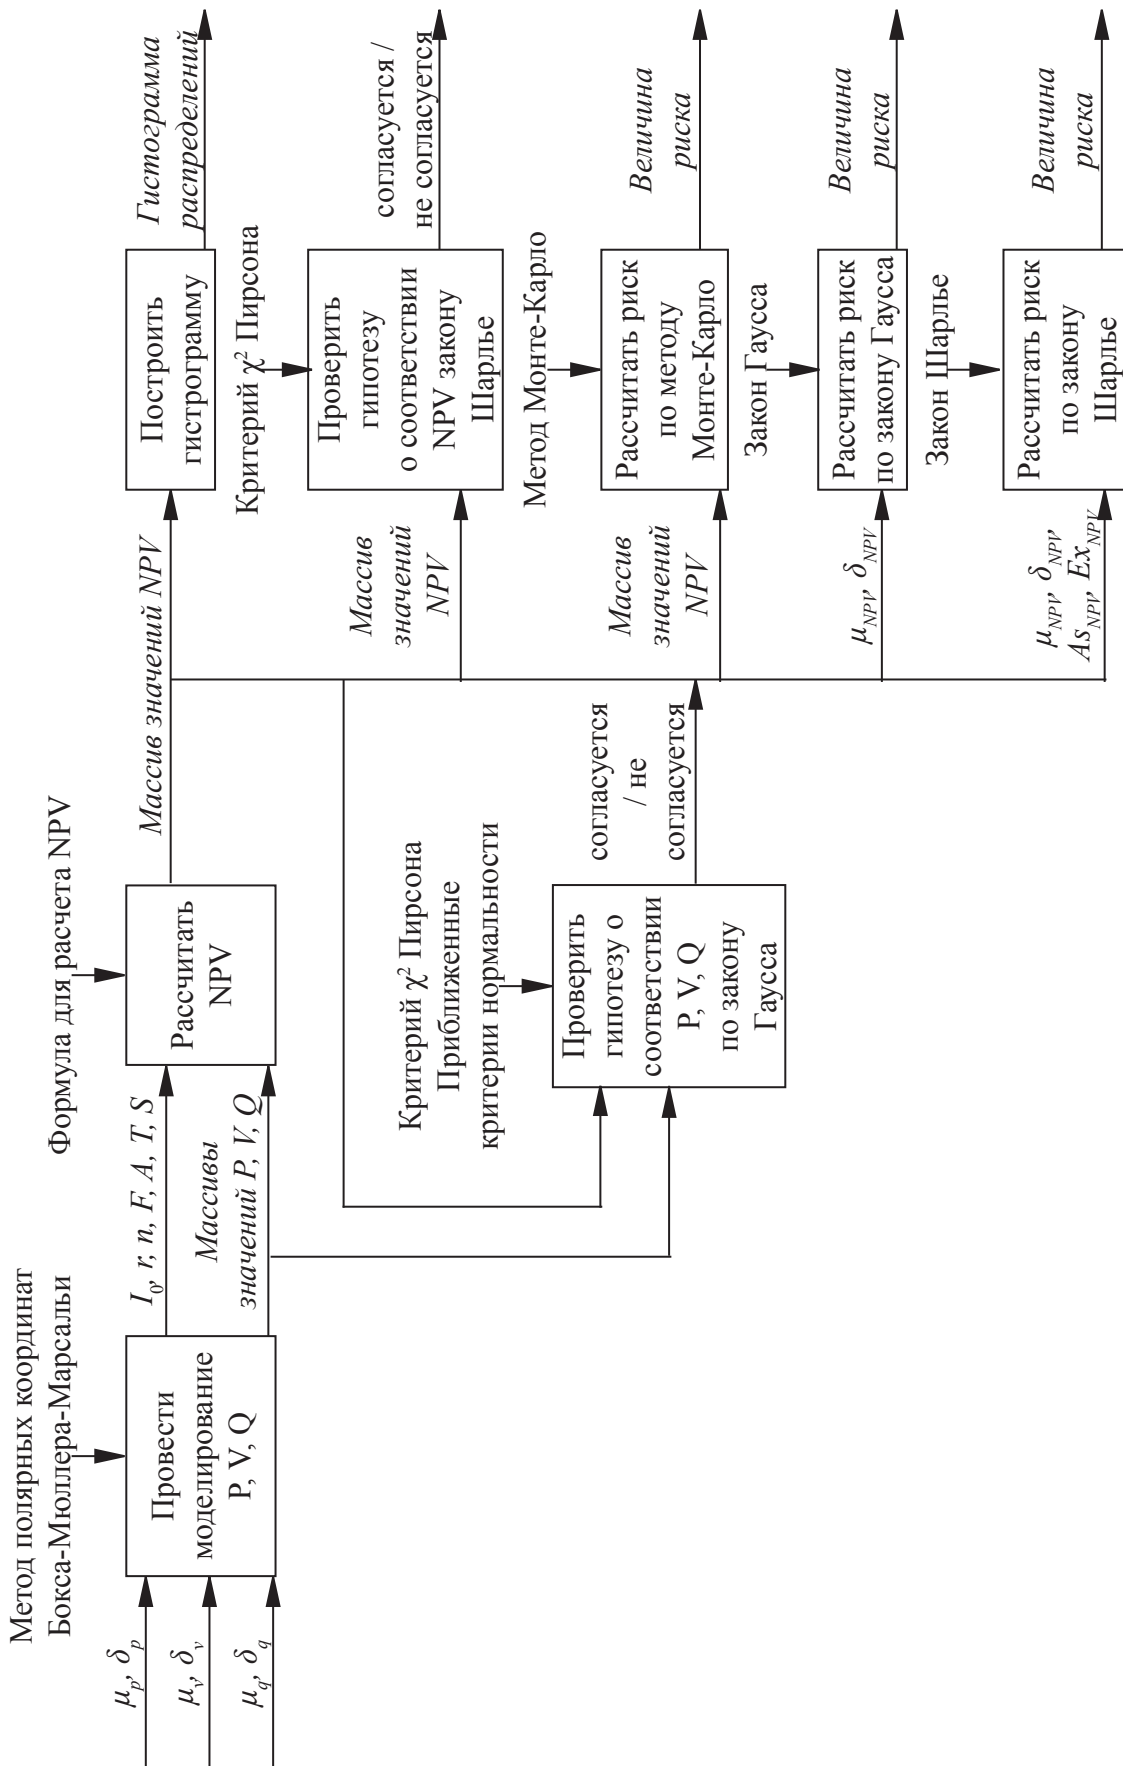 Метод полярных координат
Бокса-Мюллера-Марсальи
μp, δp
μv, δv
μq, δq
Провести
моделирование
P, V, Q
I0, r, n, F, A, T, S
Массивы
значений P, V, Q
Формула для расчета NPV
Рассчитать
NPV
Массив значений NPV
Критерий χ² Пирсона
Приближенные
критерии нормальности
Проверить
гипотезу о
соответствии
P, V, Q
по закону
Гаусса
согласуется
/ не
согласуется
Построить
гистрограмму
Гистограмма
распределений
Критерий χ² Пирсона
Массив
значений
NPV
Проверить
гипотезу
о соответствии
NPV закону
Шарлье
согласуется /
не согласуется
Метод Монте-Карло
Массив
значений
NPV
Рассчитать риск
по методу
Монте-Карло
Величина
риска
Закон Гаусса
μNPV, δNPV
Рассчитать риск
по закону Гаусса
Величина
риска
Закон Шарлье
μNPV, δNPV,
AsNPV, ExNPV
Рассчитать риск
по закону
Шарлье
Величина
риска